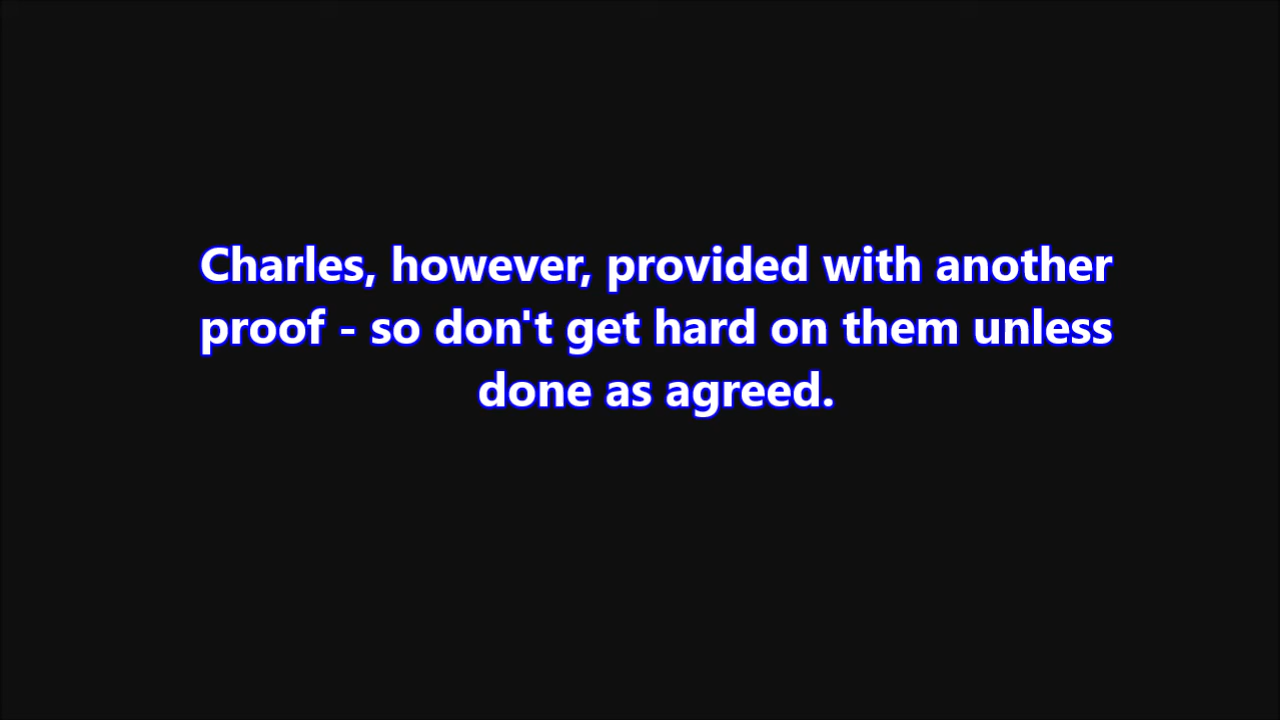 Charles, however, provided with another
proof - so don't get hard on them unless
done as agreed.